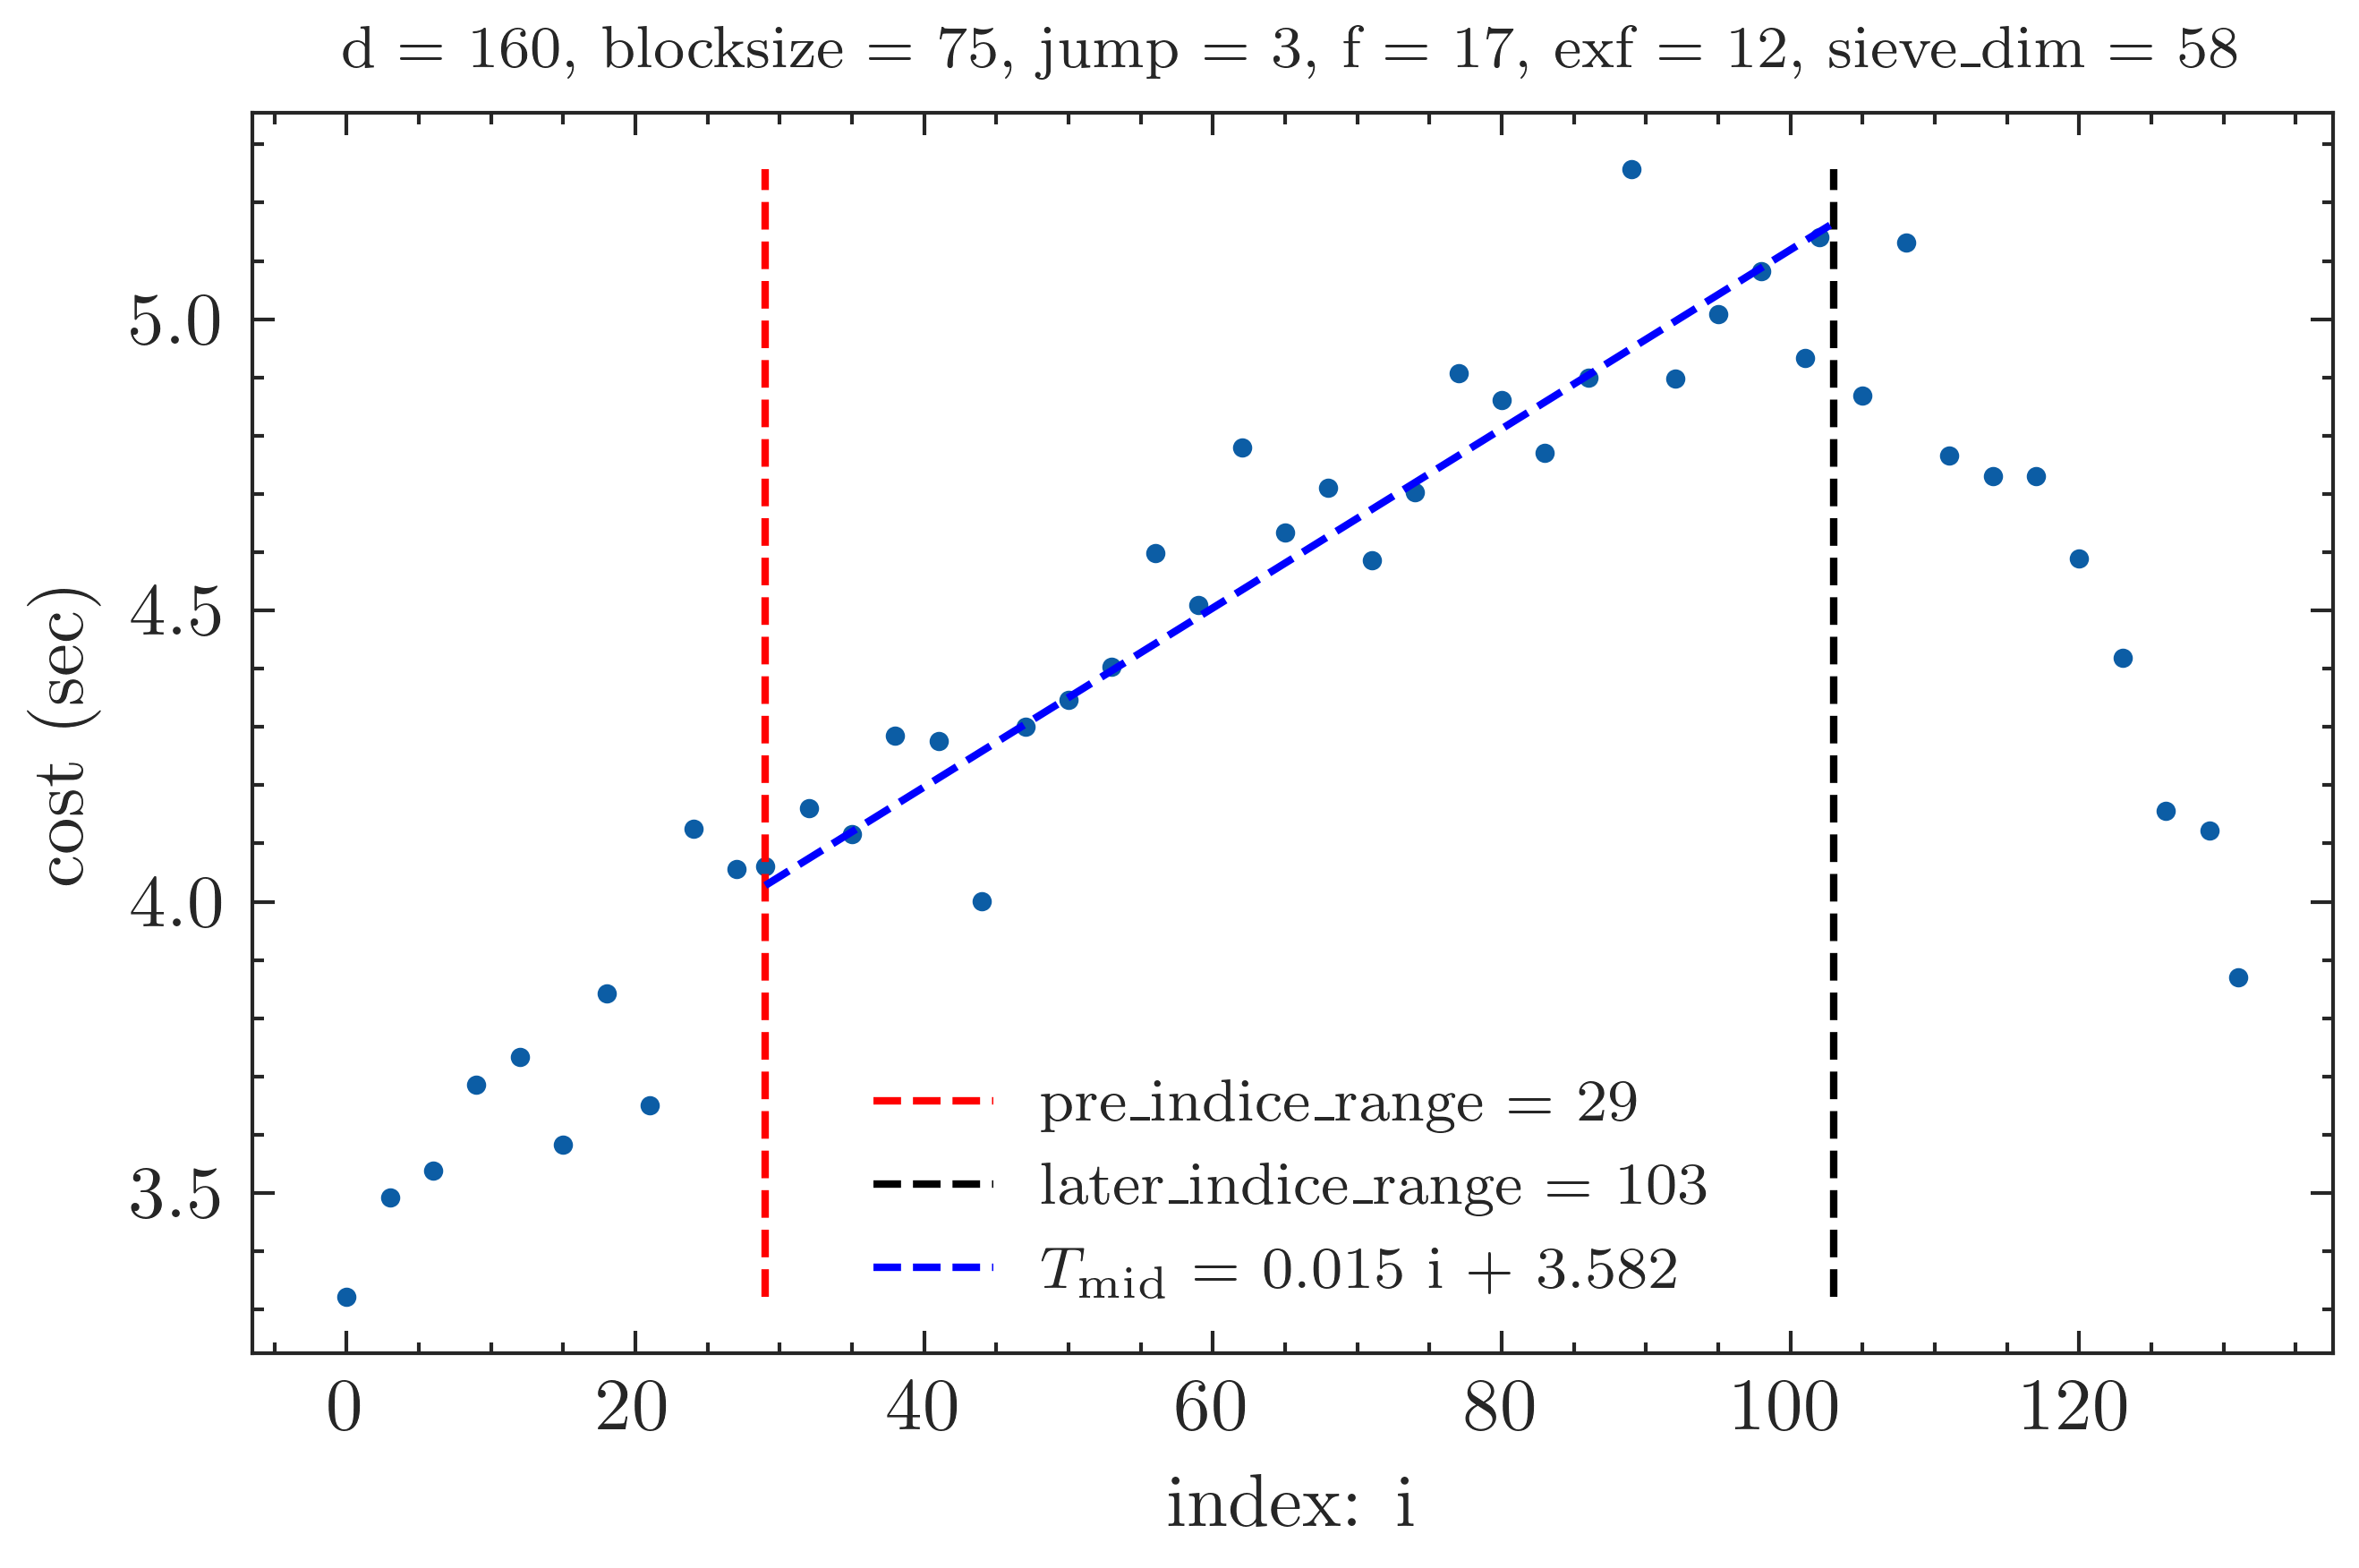 d = 160, blocksize = 75, jump = 3, f = 17, exf = 12, sieve_dim = 58
cost (sec)
5.0
4.5
4.0
3.5
pre_indice_range = 29
later_indice_range = 103
T_mid = 0.015 i + 3.582
0 20 40 60 80 100 120
index: i